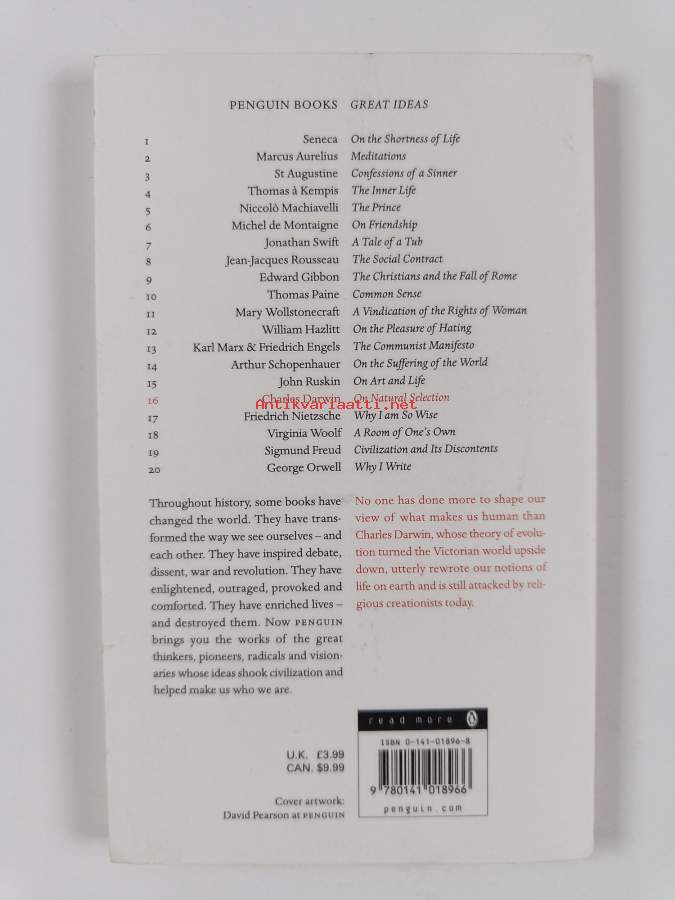 PENGUIN BOOKS GREAT IDEAS
1 Seneca On the Shortness of Life
2 Marcus Aurelius Meditations
3 St Augustine Confessions of a Sinner
4 Thomas à Kempis The Inner Life
5 Niccolò Machiavelli The Prince
6 Michel de Montaigne On Friendship
7 Jonathan Swift A Tale of a Tub
8 Jean-Jacques Rousseau The Social Contract
9 Edward Gibbon The Christians and the Fall of Rome
10 Thomas Paine Common Sense
11 Mary Wollstonecraft A Vindication of the Rights of Woman
12 William Hazlitt On the Pleasure of Hating
13 Karl Marx & Friedrich Engels The Communist Manifesto
14 Arthur Schopenhauer On the Suffering of the World
15 John Ruskin On Art and Life
16 Charles Darwin On Natural Selection
Antikvariaatti.net
17 Friedrich Nietzsche Why I am So Wise
18 Virginia Woolf A Room of One's Own
19 Sigmund Freud Civilization and Its Discontents
20 George Orwell Why I Write
Throughout history, some books have
changed the world. They have trans-
formed the way we see ourselves – and
each other. They have inspired debate,
dissent, war and revolution. They have
enlightened, outraged, provoked and
comforted. They have enriched lives –
and destroyed them. Now PENGUIN
brings you the works of the great
thinkers, pioneers, radicals and vision-
aries whose ideas shook civilization and
helped make us who we are.
No one has done more to shape our
view of what makes us human than
Charles Darwin, whose theory of evolu-
tion turned the Victorian world upside
down, utterly rewrote our notions of
life on earth and is still attacked by reli-
gious creationists today.
U.K. £3.99
CAN. $9.99
Cover artwork:
David Pearson at PENGUIN
read more
ISBN 0-141-01896-8
9 780141 018966
penguin.com